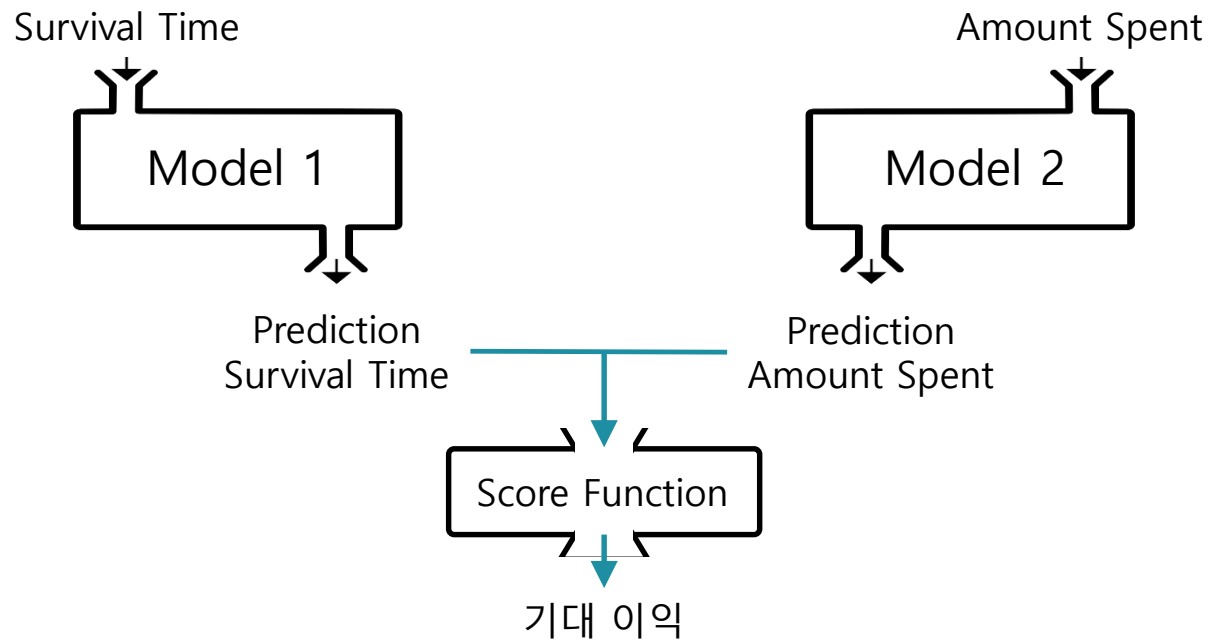 Survival Time
Amount Spent
Model 1
Model 2
Prediction
Survival Time
Prediction
Amount Spent
Score Function
기대 이익